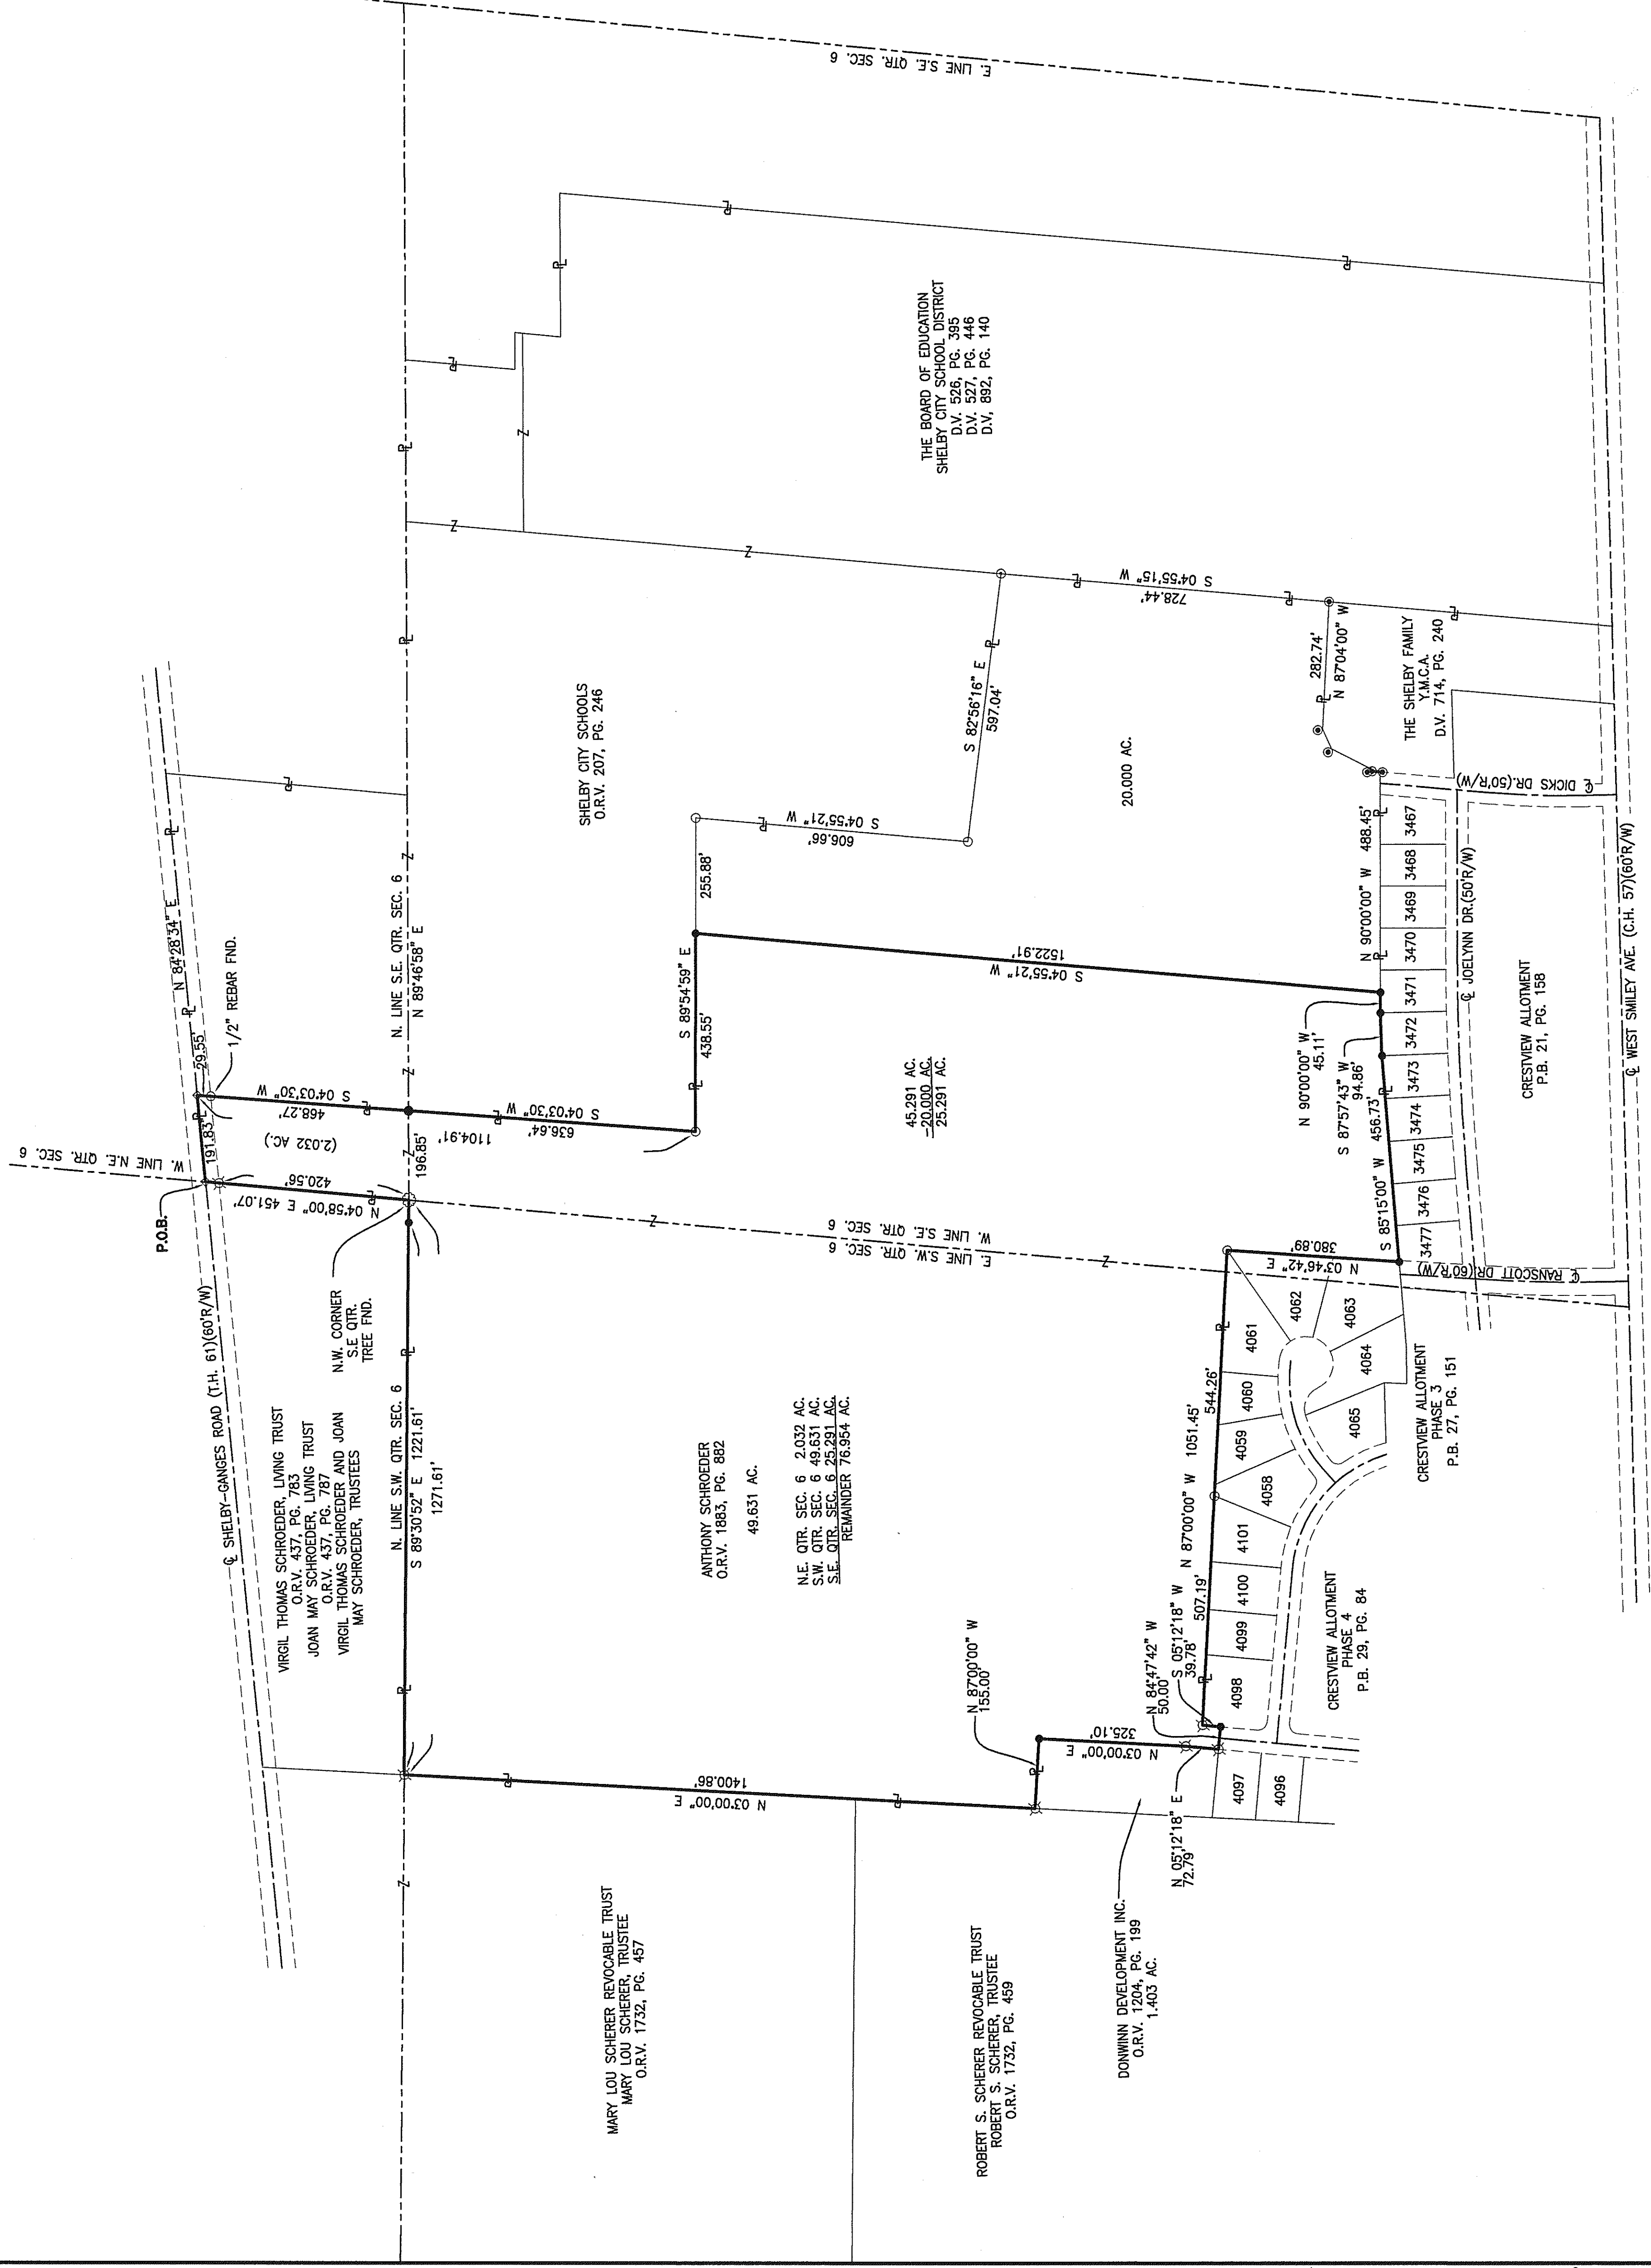 E. LINE S.E. QTR. SEC. 6
THE BOARD OF EDUCATION
SHELBY CITY SCHOOL DISTRICT
D.V. 526, PG. 395
D.V. 527, PG. 446
D.V, 892, PG. 140
SHELBY CITY SCHOOLS
O.R.V. 207, PG. 246
S 04°55'15" W
728.44'
S 82°56'16" E
597.04'
282.74'
N 87°04'00" W
THE SHELBY FAMILY
Y.M.C.A.
D.V. 714, PG. 240
20.000 AC.
S 04°55'21" W
606.66'
255.88'
N 84°28'34" E
29.55'
1/2" REBAR FND.
N. LINE S.E. QTR. SEC. 6
N 89°46'58" E
S 04°03'30" W
468.27'
(2.032 AC.)
191.83'
W. LINE N.E. QTR. SEC. 6
P.O.B.
420.56'
N 04°58'00" E 451.07'
196.85'
1104.91'
S 04°03'30" W
636.64'
S 89°54'59" E
438.55'
S 04°55'21" W
1522.91'
45.291 AC.
-20.000 AC.
25.291 AC.
N 90°00'00" W 488.45'
N 90°00'00" W
45.11'
S 87°57'43" W
94.86'
S 85°15'00" W 456.73'
3467
3468
3469
3470
3471
3472
3473
3474
3475
3476
3477
℄ DICKS DR.(50'R/W)
℄ JOELYNN DR.(50'R/W)
CRESTVIEW ALLOTMENT
P.B. 21, PG. 158
℄ WEST SMILEY AVE. (C.H. 57)(60'R/W)
℄ RANSCOTT DR.(60'R/W)
W. LINE S.E. QTR. SEC. 6
E. LINE S.W. QTR. SEC. 6
380.89'
N 03°46'42" E
N.W. CORNER
S.E QTR.
TREE FND.
℄ SHELBY-GANGES ROAD (T.H. 61)(60'R/W)
VIRGIL THOMAS SCHROEDER, LIVING TRUST
O.R.V. 437, PG. 783
JOAN MAY SCHROEDER, LIVING TRUST
O.R.V. 437, PG. 787
VIRGIL THOMAS SCHROEDER AND JOAN
MAY SCHROEDER, TRUSTEES
N. LINE S.W. QTR. SEC. 6
S 89°30'52" E 1221.61'
1271.61'
ANTHONY SCHROEDER
O.R.V. 1883, PG. 882
49.631 AC.
N.E. QTR. SEC. 6 2.032 AC.
S.W. QTR. SEC. 6 49.631 AC.
S.E. QTR. SEC. 6 25.291 AC.
REMAINDER 76.954 AC.
544.26'
N 87°00'00" W 1051.45'
507.19'
S 05°12'18" W
39.78'
N 84°47'42" W
50.00'
4062
4063
4061
4064
4060
4065
4059
4058
4101
4100
4099
4098
4097
4096
CRESTVIEW ALLOTMENT
PHASE 3
P.B. 27, PG. 151
CRESTVIEW ALLOTMENT
PHASE 4
P.B. 29, PG. 84
N 87°00'00" W
155.00'
325.10'
N 03°00'00" E
1400.86'
N 03°00'00" E
N 05°12'18" E
72.79'
MARY LOU SCHERER REVOCABLE TRUST
MARY LOU SCHERER, TRUSTEE
O.R.V. 1732, PG. 457
ROBERT S. SCHERER REVOCABLE TRUST
ROBERT S. SCHERER, TRUSTEE
O.R.V. 1732, PG. 459
DONWINN DEVELOPMENT INC.
O.R.V. 1204, PG. 199
1.403 AC.